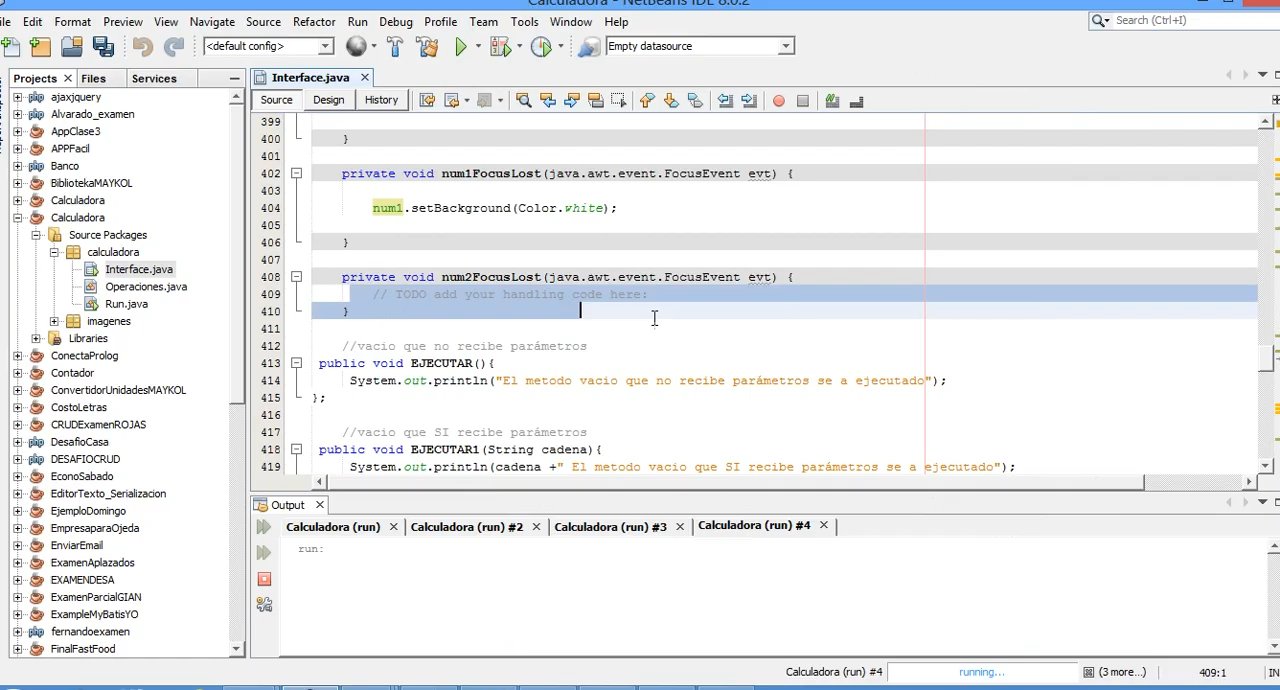 Calculadora - NetBeans IDE 8.0.2
Edit Format Preview View Navigate Source Refactor Run Debug Profile Team Tools Window Help
Search (Ctrl+I)
<default config>
Empty datasource
Projects Files Services
Interface.java
Source Design History
ajaxjquery
Alvarado_examen
AppClase3
APPFacil
Banco
BibliotekaMAYKOL
Calculadora
Calculadora
Source Packages
calculadora
Interface.java
Operaciones.java
Run.java
imagenes
Libraries
ConectaProlog
Contador
ConvertidorUnidadesMAYKOL
CostoLetras
CRUDExamenROJAS
DesafioCasa
DESAFIOCRUD
EconoSabado
EditorTexto_Serializacion
EjemploDomingo
EmpresaparaOjeda
EnviarEmail
ExamenAplazados
EXAMENDESA
ExamenParcialGIAN
ExampleMyBatisYO
fernandoexamen
FinalFastFood
399
400 }
401
402 private void num1FocusLost(java.awt.event.FocusEvent evt) {
403
404 num1.setBackground(Color.white);
405
406 }
407
408 private void num2FocusLost(java.awt.event.FocusEvent evt) {
409 // TODO add your handling code here:
410 }
411
412 //vacio que no recibe parámetros
413 public void EJECUTAR(){
414 System.out.println("El metodo vacio que no recibe parámetros se a ejecutado");
415 };
416
417 //vacio que SI recibe parámetros
418 public void EJECUTAR1(String cadena){
419 System.out.println(cadena +" El metodo vacio que SI recibe parámetros se a ejecutado");
Output
Calculadora (run) Calculadora (run) #2 Calculadora (run) #3 Calculadora (run) #4
run:
Calculadora (run) #4 running... (3 more...) 409:1 IN